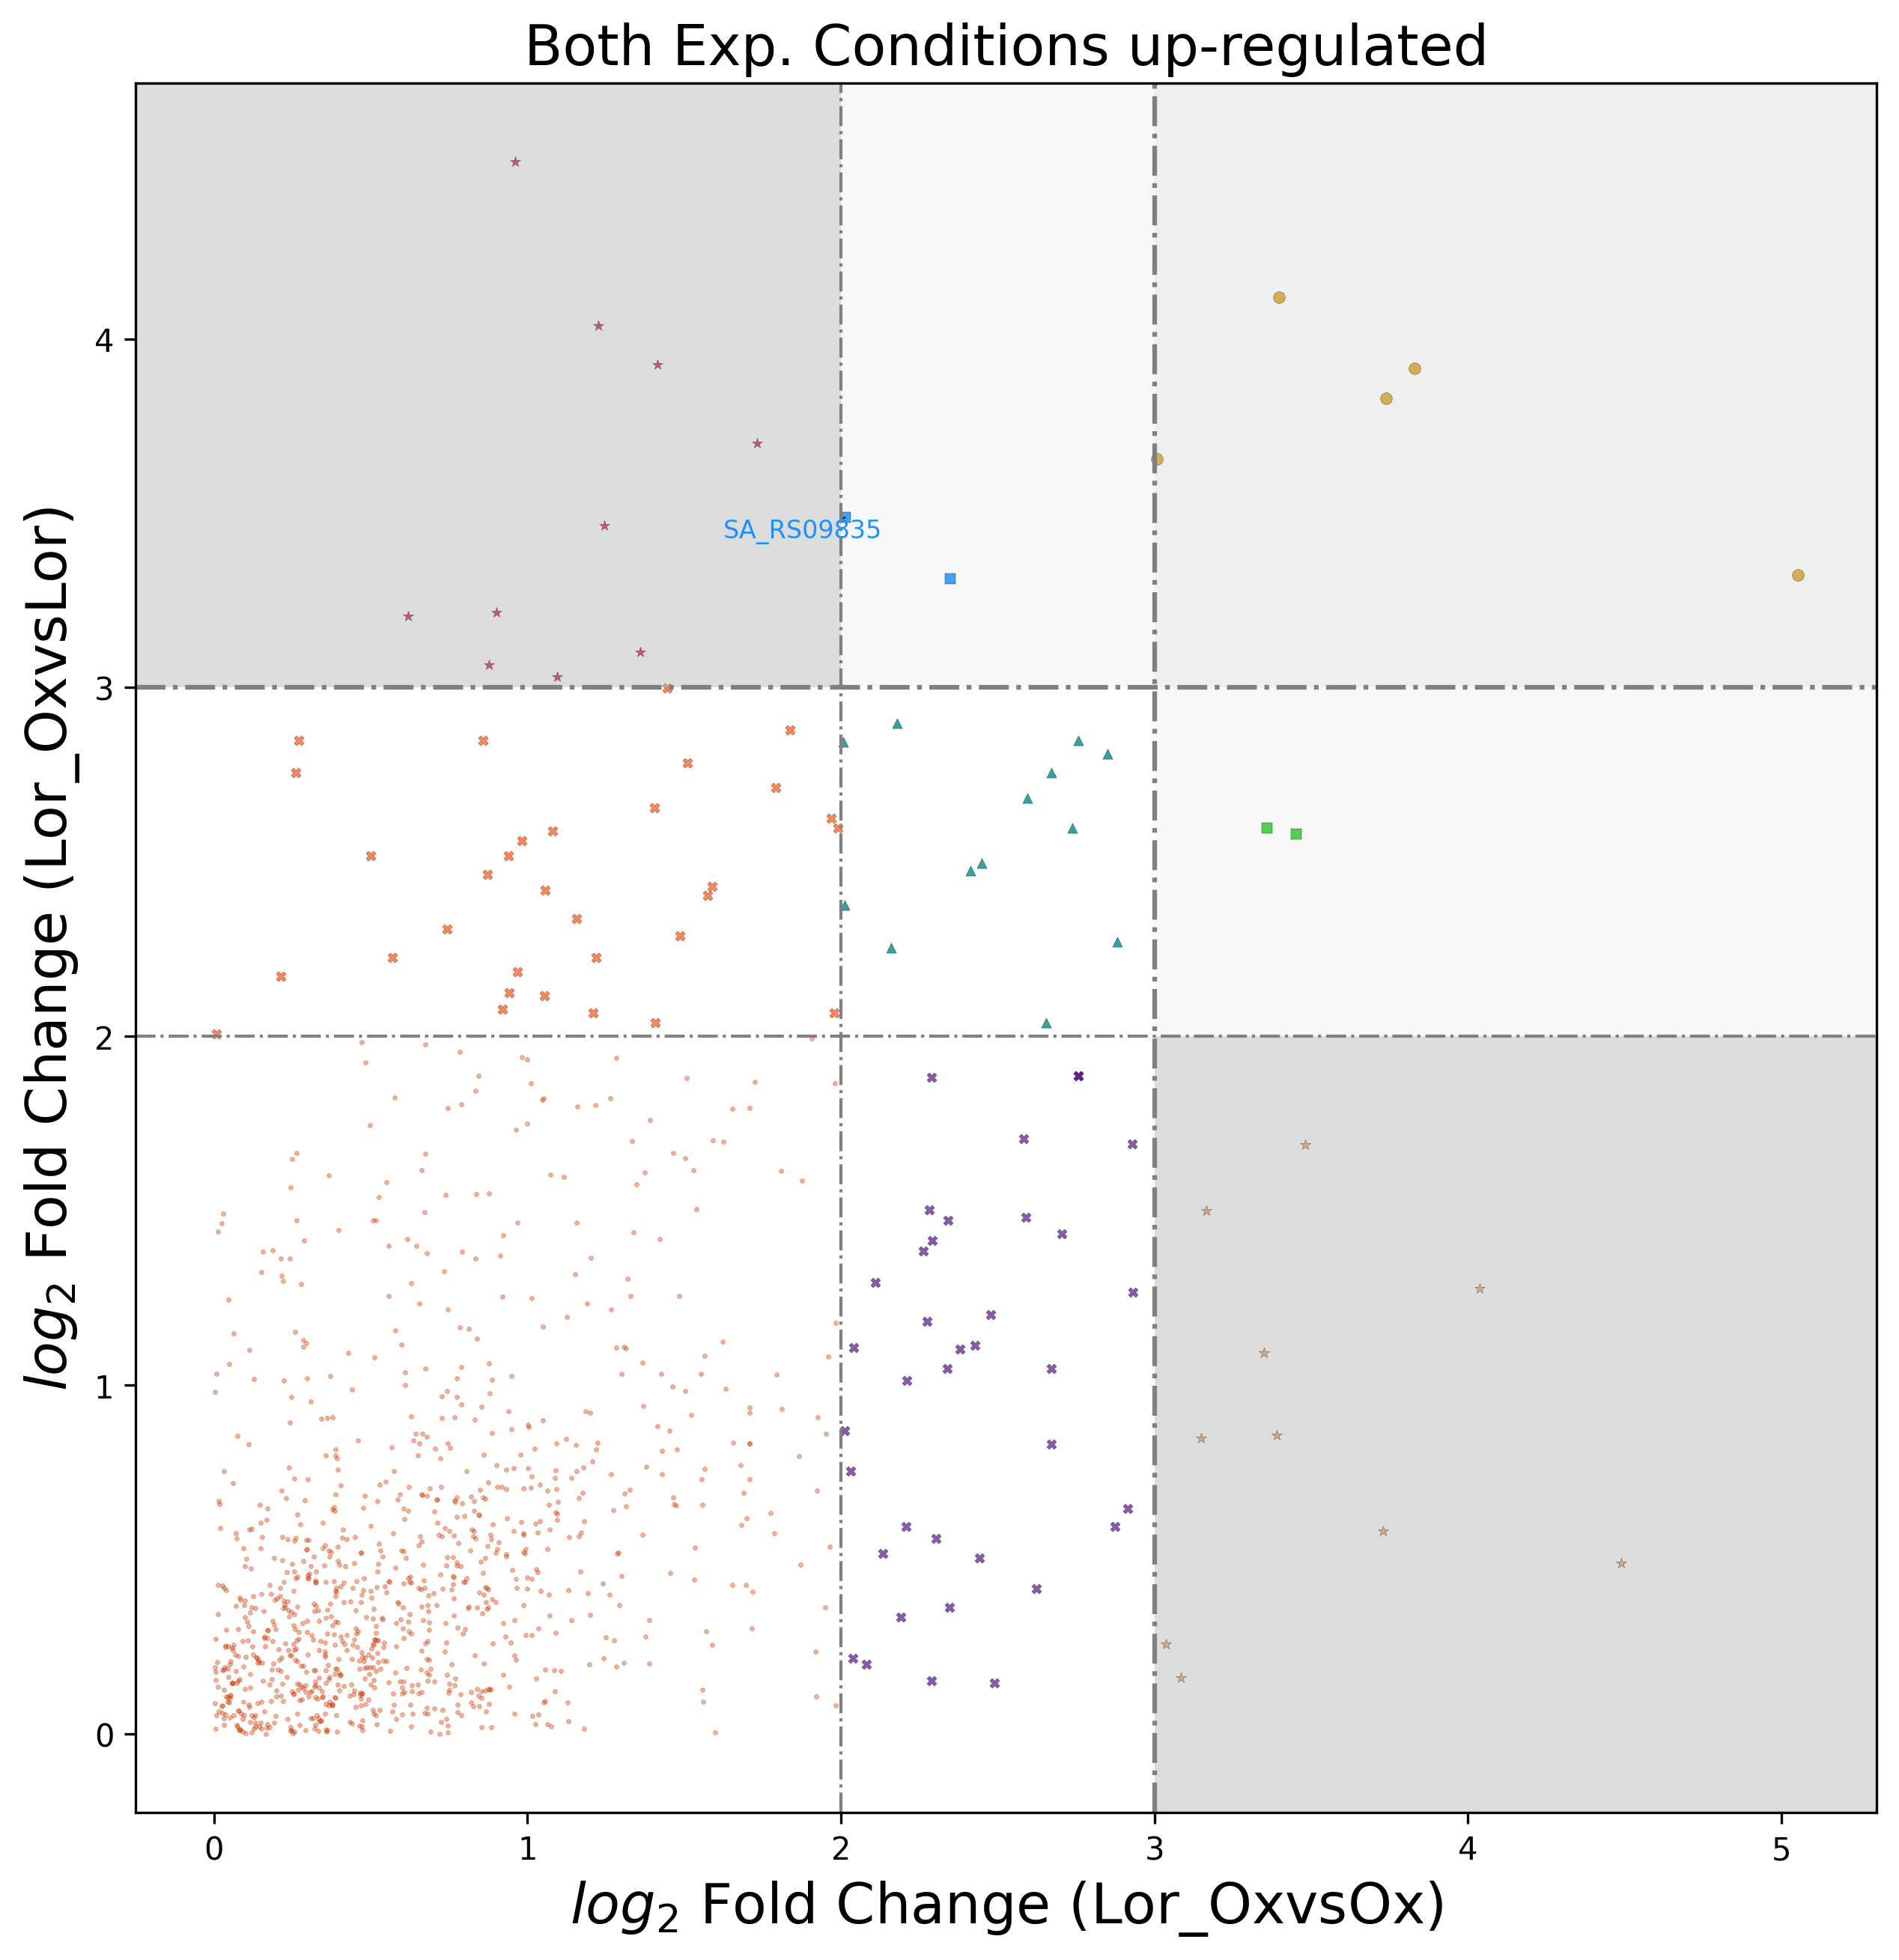 Both Exp. Conditions up-regulated
log2 Fold Change (Lor_OxvsLor)
4
3
2
1
0
SA_RS09835
0 1 2 3 4 5
log2 Fold Change (Lor_OxvsOx)